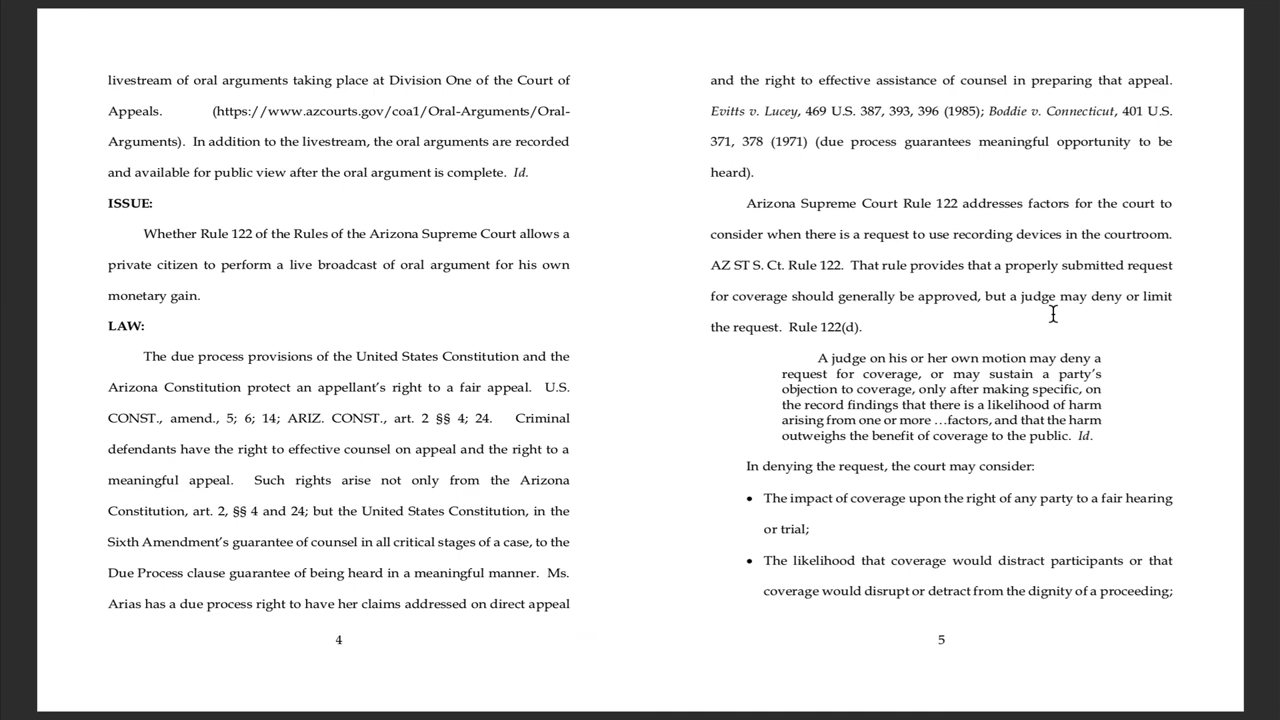 livestream of oral arguments taking place at Division One of the Court of
Appeals. (https://www.azcourts.gov/coa1/Oral-Arguments/Oral-
Arguments). In addition to the livestream, the oral arguments are recorded
and available for public view after the oral argument is complete. Id.
ISSUE:
Whether Rule 122 of the Rules of the Arizona Supreme Court allows a
private citizen to perform a live broadcast of oral argument for his own
monetary gain.
LAW:
The due process provisions of the United States Constitution and the
Arizona Constitution protect an appellant's right to a fair appeal. U.S.
CONST., amend., 5; 6; 14; ARIZ. CONST., art. 2 §§ 4; 24. Criminal
defendants have the right to effective counsel on appeal and the right to a
meaningful appeal. Such rights arise not only from the Arizona
Constitution, art. 2, §§ 4 and 24; but the United States Constitution, in the
Sixth Amendment's guarantee of counsel in all critical stages of a case, to the
Due Process clause guarantee of being heard in a meaningful manner. Ms.
Arias has a due process right to have her claims addressed on direct appeal
4
and the right to effective assistance of counsel in preparing that appeal.
Evitts v. Lucey, 469 U.S. 387, 393, 396 (1985); Boddie v. Connecticut, 401 U.S.
371, 378 (1971) (due process guarantees meaningful opportunity to be
heard).
Arizona Supreme Court Rule 122 addresses factors for the court to
consider when there is a request to use recording devices in the courtroom.
AZ ST S. Ct. Rule 122. That rule provides that a properly submitted request
for coverage should generally be approved, but a judge may deny or limit
the request. Rule 122(d).
A judge on his or her own motion may deny a
request for coverage, or may sustain a party's
objection to coverage, only after making specific, on
the record findings that there is a likelihood of harm
arising from one or more …factors, and that the harm
outweighs the benefit of coverage to the public. Id.
In denying the request, the court may consider:
• The impact of coverage upon the right of any party to a fair hearing
or trial;
• The likelihood that coverage would distract participants or that
coverage would disrupt or detract from the dignity of a proceeding;
5